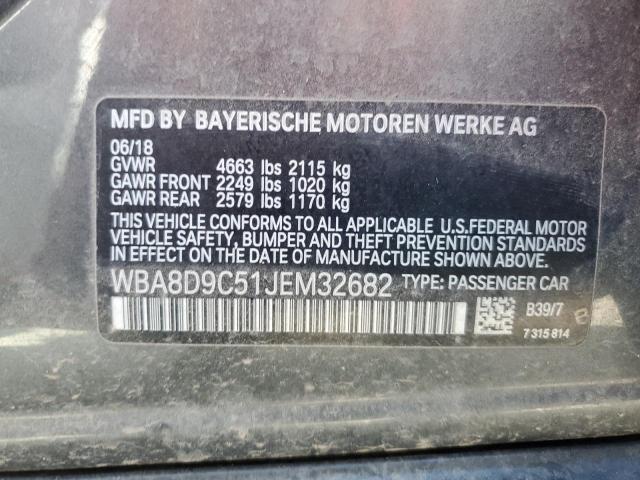 MFD BY BAYERISCHE MOTOREN WERKE AG
06/18
GVWR 4663 lbs 2115 kg
GAWR FRONT 2249 lbs 1020 kg
GAWR REAR 2579 lbs 1170 kg
THIS VEHICLE CONFORMS TO ALL APPLICABLE U.S.FEDERAL MOTOR
VEHICLE SAFETY, BUMPER AND THEFT PREVENTION STANDARDS
IN EFFECT ON THE DATE OF MANUFACTURE SHOWN ABOVE.
WBA8D9C51JEM32682 TYPE: PASSENGER CAR
B39/7
7 315 814